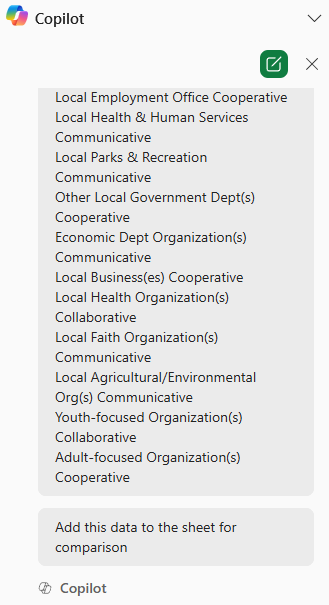 Copilot
Local Employment Office Cooperative
Local Health & Human Services
Communicative
Local Parks & Recreation
Communicative
Other Local Government Dept(s)
Cooperative
Economic Dept Organization(s)
Communicative
Local Business(es) Cooperative
Local Health Organization(s)
Collaborative
Local Faith Organization(s)
Communicative
Local Agricultural/Environmental
Org(s) Communicative
Youth-focused Organization(s)
Collaborative
Adult-focused Organization(s)
Cooperative
Add this data to the sheet for
comparison
Copilot